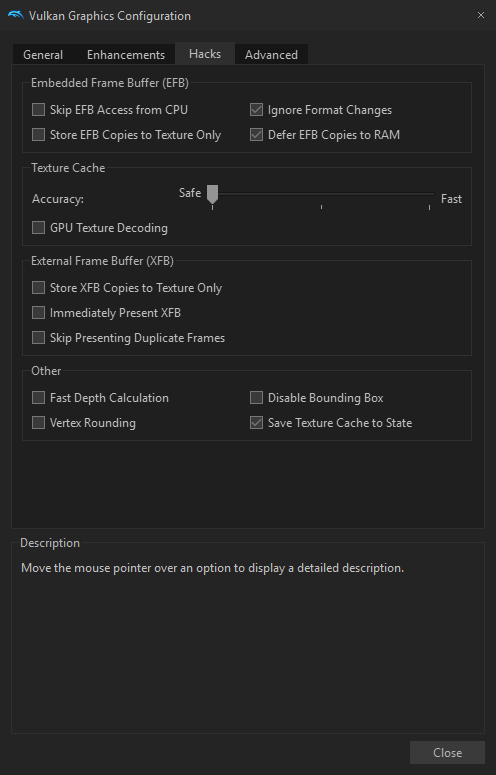 Vulkan Graphics Configuration
General Enhancements Hacks Advanced
Embedded Frame Buffer (EFB)
Skip EFB Access from CPU Ignore Format Changes
Store EFB Copies to Texture Only Defer EFB Copies to RAM
Texture Cache
Accuracy: Safe Fast
GPU Texture Decoding
External Frame Buffer (XFB)
Store XFB Copies to Texture Only
Immediately Present XFB
Skip Presenting Duplicate Frames
Other
Fast Depth Calculation Disable Bounding Box
Vertex Rounding Save Texture Cache to State
Description
Move the mouse pointer over an option to display a detailed description.
Close